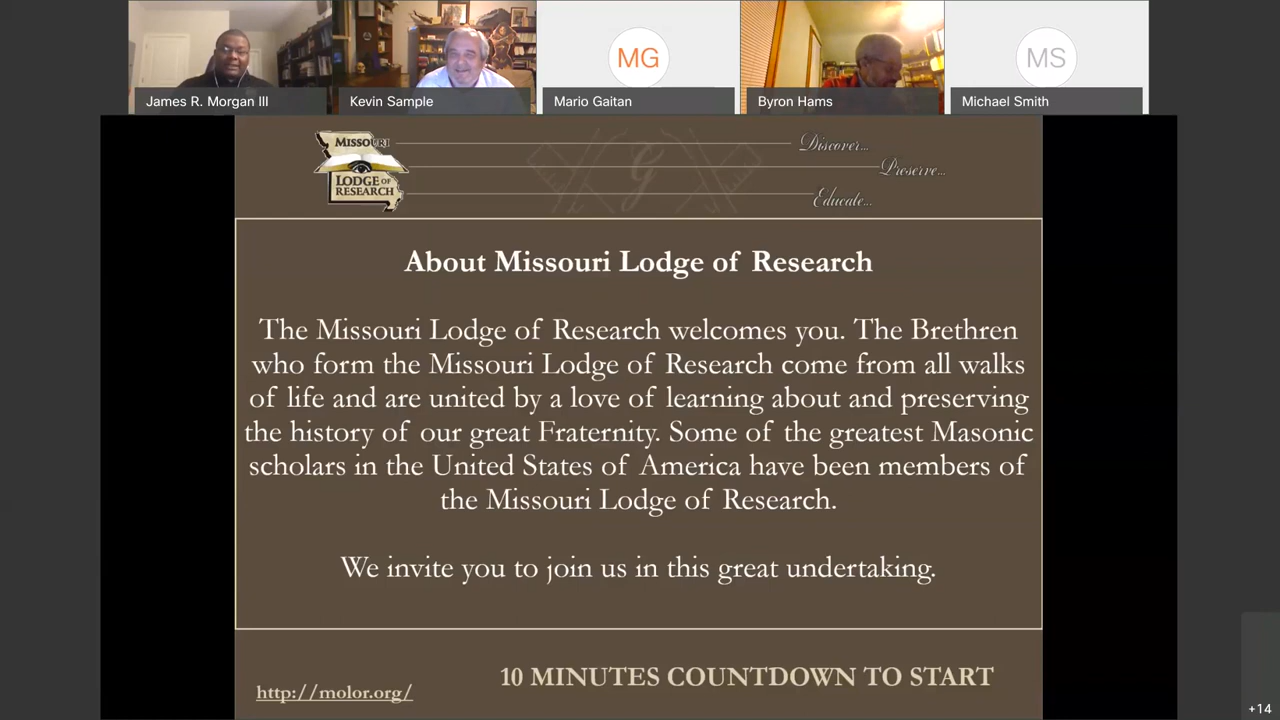 MG
MS
James R. Morgan III
Kevin Sample
Mario Gaitan
Byron Hams
Michael Smith
MISSOURI
LODGE OF
RESEARCH
G
Discover...
Preserve...
Educate...
About Missouri Lodge of Research
The Missouri Lodge of Research welcomes you. The Brethren
who form the Missouri Lodge of Research come from all walks
of life and are united by a love of learning about and preserving
the history of our great Fraternity. Some of the greatest Masonic
scholars in the United States of America have been members of
the Missouri Lodge of Research.
We invite you to join us in this great undertaking.
10 MINUTES COUNTDOWN TO START
http://molor.org/
+14